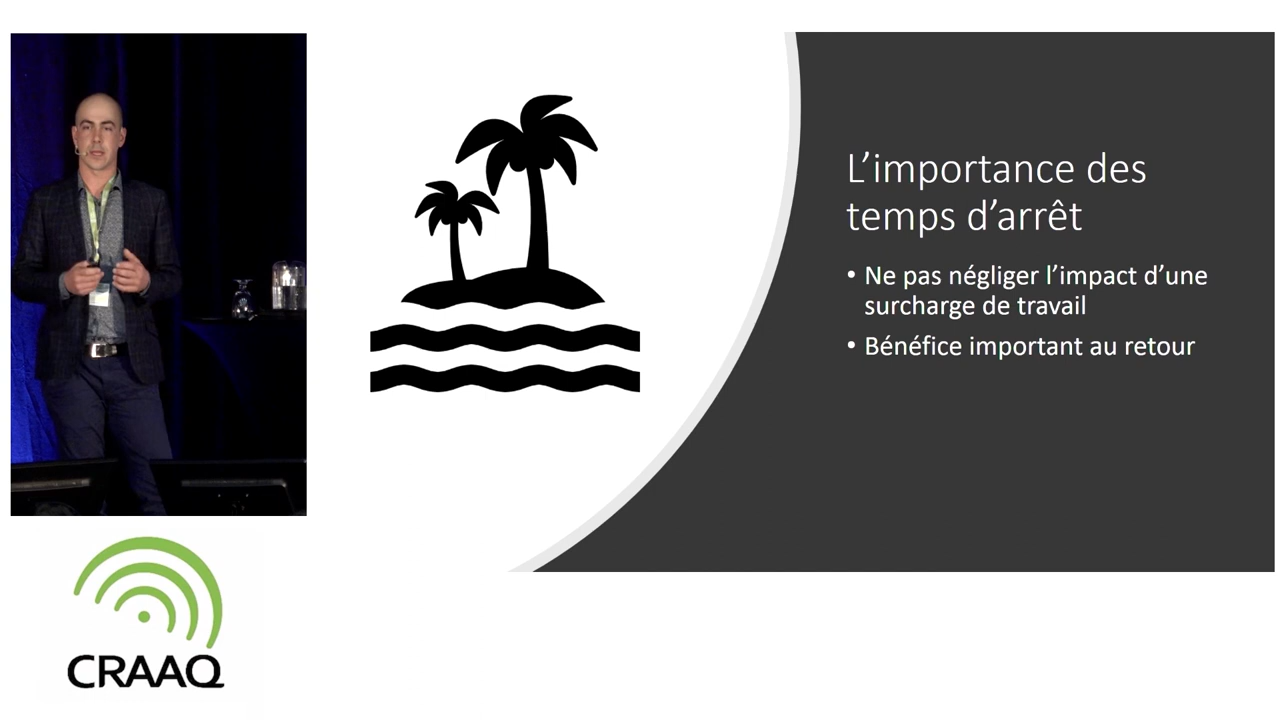 L’importance des
temps d’arrêt
• Ne pas négliger l’impact d’une
surcharge de travail
• Bénéfice important au retour
CRAAQ